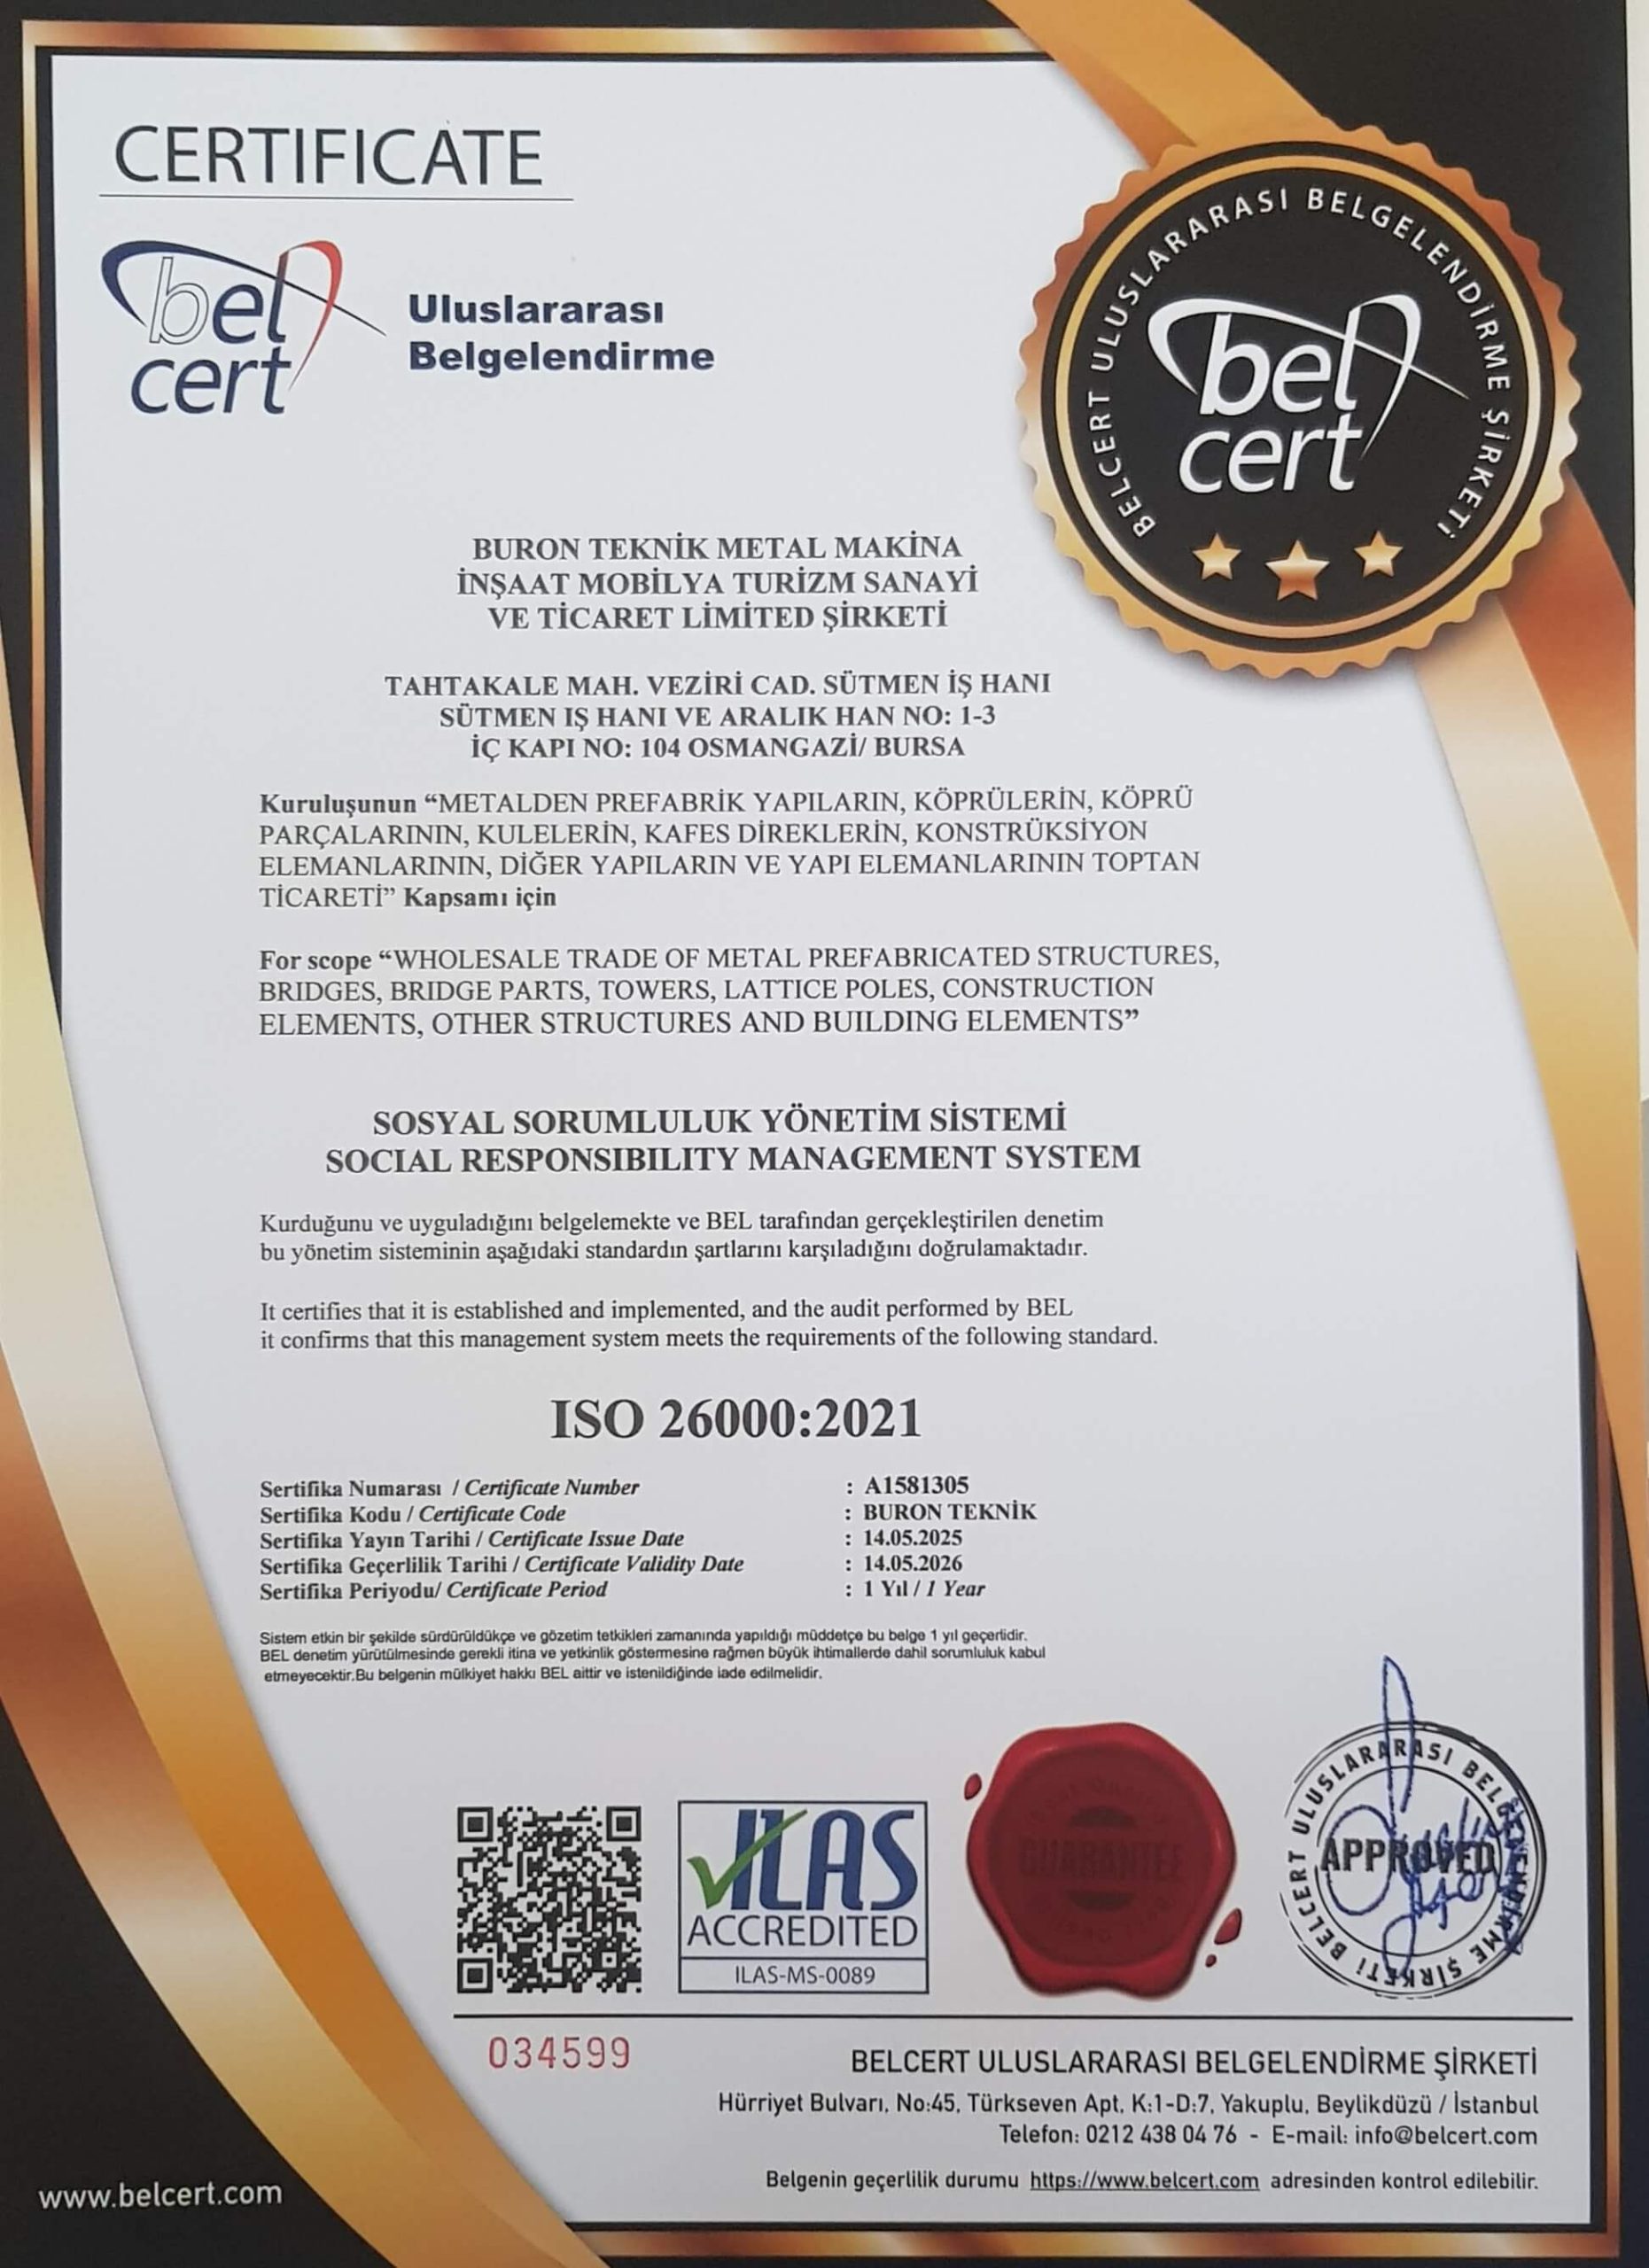 CERTIFICATE
bel
cert
Uluslararası
Belgelendirme
BELCERT ULUSLARARASI BELGELENDİRME ŞİRKETİ
bel
cert
BURON TEKNİK METAL MAKİNA
İNŞAAT MOBİLYA TURİZM SANAYİ
VE TİCARET LİMİTED ŞİRKETİ
TAHTAKALE MAH. VEZİRİ CAD. SÜTMEN İŞ HANI
SÜTMEN IŞ HANI VE ARALIK HAN NO: 1-3
İÇ KAPI NO: 104 OSMANGAZİ/ BURSA
Kuruluşunun “METALDEN PREFABRİK YAPILARIN, KÖPRÜLERİN, KÖPRÜ
PARÇALARININ, KULELERİN, KAFES DİREKLERİN, KONSTRÜKSİYON
ELEMANLARININ, DİĞER YAPILARIN VE YAPI ELEMANLARININ TOPTAN
TİCARETİ” Kapsamı için
For scope “WHOLESALE TRADE OF METAL PREFABRICATED STRUCTURES,
BRIDGES, BRIDGE PARTS, TOWERS, LATTICE POLES, CONSTRUCTION
ELEMENTS, OTHER STRUCTURES AND BUILDING ELEMENTS”
SOSYAL SORUMLULUK YÖNETİM SİSTEMİ
SOCIAL RESPONSIBILITY MANAGEMENT SYSTEM
Kurduğunu ve uyguladığını belgelemekte ve BEL tarafından gerçekleştirilen denetim
bu yönetim sisteminin aşağıdaki standardın şartlarını karşıladığını doğrulamaktadır.
It certifies that it is established and implemented, and the audit performed by BEL
it confirms that this management system meets the requirements of the following standard.
ISO 26000:2021
Sertifika Numarası / Certificate Number : A1581305
Sertifika Kodu / Certificate Code : BURON TEKNİK
Sertifika Yayın Tarihi / Certificate Issue Date : 14.05.2025
Sertifika Geçerlilik Tarihi / Certificate Validity Date : 14.05.2026
Sertifika Periyodu/ Certificate Period : 1 Yıl / 1 Year
Sistem etkin bir şekilde sürdürüldükçe ve gözetim tetkikleri zamanında yapıldığı müddetçe bu belge 1 yıl geçerlidir.
BEL denetim yürütülmesinde gerekli itina ve yetkinlik göstermesine rağmen büyük ihtimallerde dahil sorumluluk kabul
etmeyecektir.Bu belgenin mülkiyet hakkı BEL aittir ve istenildiğinde iade edilmelidir.
ILAS
ACCREDITED
ILAS-MS-0089
GUARANTEE
BELCERT ULUSLARARASI BELGELENDİRME ŞİRKETİ
APPROVED
034599
BELCERT ULUSLARARASI BELGELENDİRME ŞİRKETİ
Hürriyet Bulvarı, No:45, Türkseven Apt. K:1-D:7, Yakuplu, Beylikdüzü / İstanbul
Telefon: 0212 438 04 76 - E-mail: info@belcert.com
Belgenin geçerlilik durumu https://www.belcert.com adresinden kontrol edilebilir.
www.belcert.com